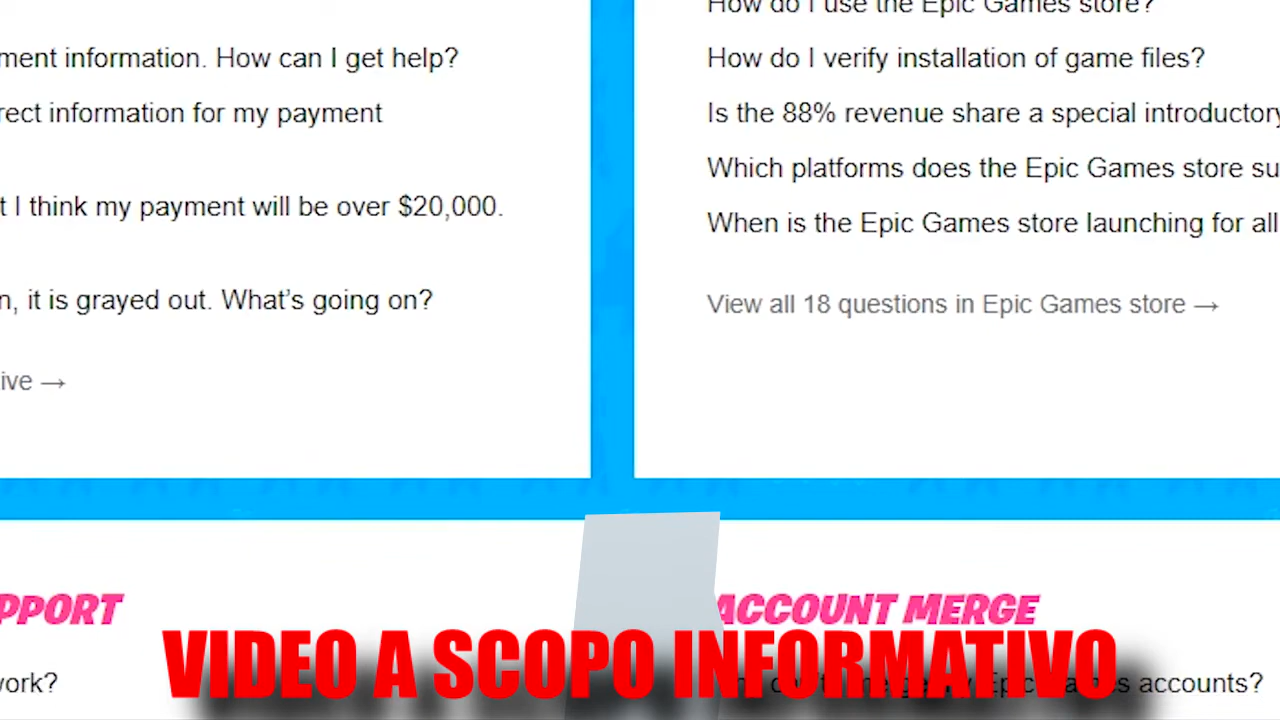 ment information. How can I get help?
rect information for my payment
t I think my payment will be over $20,000.
n, it is grayed out. What's going on?
ive →
How do I use the Epic Games store?
How do I verify installation of game files?
Is the 88% revenue share a special introductory
Which platforms does the Epic Games store su
When is the Epic Games store launching for all
View all 18 questions in Epic Games store →
PPORT
work?
ACCOUNT MERGE
accounts?
VIDEO A SCOPO INFORMATIVO